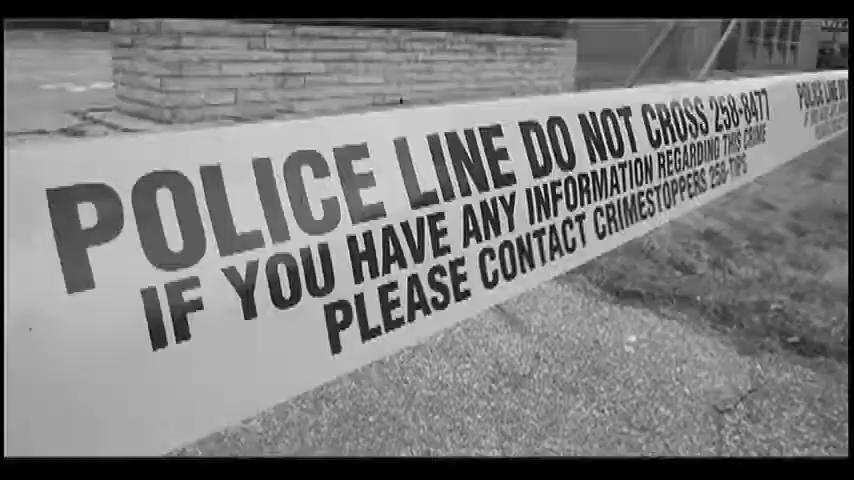 POLICE LINE DO NOT CROSS 258-8477
IF YOU HAVE ANY INFORMATION REGARDING THIS CRIME
PLEASE CONTACT CRIMESTOPPERS 258-TIPS
POLICE LINE DO